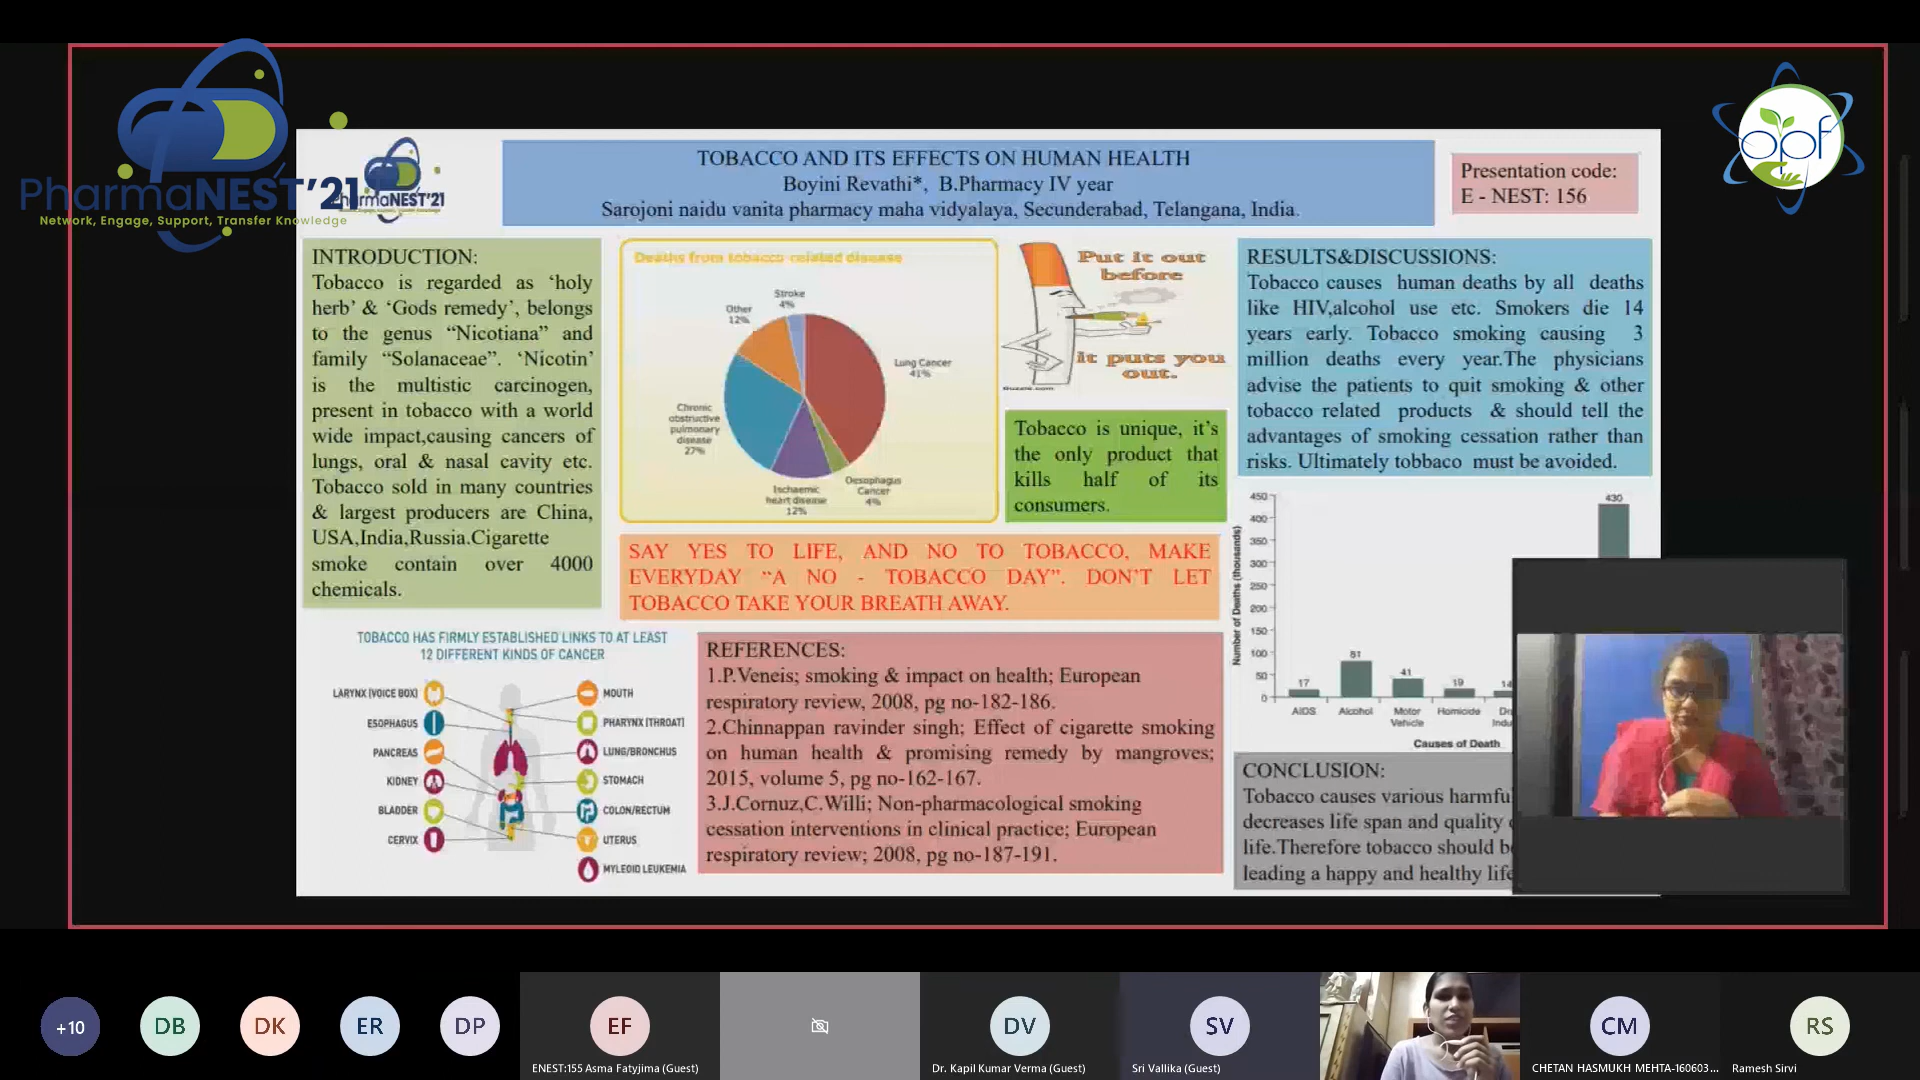 PharmaNEST'21
Network, Engage, Support, Transfer Knowledge
opf
TOBACCO AND ITS EFFECTS ON HUMAN HEALTH
Boyini Revathi*, B.Pharmacy IV year
Sarojoni naidu vanita pharmacy maha vidyalaya, Secunderabad, Telangana, India.
Presentation code:
E - NEST: 156
INTRODUCTION:
Tobacco is regarded as ‘holy
herb’ & ‘Gods remedy’, belongs
to the genus “Nicotiana” and
family “Solanaceae”. ‘Nicotin’
is the multistic carcinogen,
present in tobacco with a world
wide impact,causing cancers of
lungs, oral & nasal cavity etc.
Tobacco sold in many countries
& largest producers are China,
USA,India,Russia.Cigarette
smoke contain over 4000
chemicals.
Deaths from tobacco related disease
Stroke
4%
Other
12%
Lung Cancer
41%
Chronic
obstructive
pulmonary
disease
27%
Ischaemic
heart disease
12%
Oesophagus
Cancer
4%
Put it out
before
it puts you
out.
Tobacco is unique, it’s
the only product that
kills half of its
consumers.
SAY YES TO LIFE, AND NO TO TOBACCO, MAKE
EVERYDAY “A NO - TOBACCO DAY”. DON’T LET
TOBACCO TAKE YOUR BREATH AWAY.
RESULTS&DISCUSSIONS:
Tobacco causes human deaths by all deaths
like HIV,alcohol use etc. Smokers die 14
years early. Tobacco smoking causing 3
million deaths every year.The physicians
advise the patients to quit smoking & other
tobacco related products & should tell the
advantages of smoking cessation rather than
risks. Ultimately tobbaco must be avoided.
Number of Deaths (thousands)
450
400
350
300
250
200
150
100
50
0
17
81
41
19
14
430
AIDS
Alcohol
Motor
Vehicle
Homicide
Causes of Death
TOBACCO HAS FIRMLY ESTABLISHED LINKS TO AT LEAST
12 DIFFERENT KINDS OF CANCER
LARYNX (VOICE BOX)
ESOPHAGUS
PANCREAS
KIDNEY
BLADDER
CERVIX
MOUTH
PHARYNX (THROAT)
LUNG/BRONCHUS
STOMACH
COLON/RECTUM
UTERUS
MYLEOID LEUKEMIA
REFERENCES:
1.P.Veneis; smoking & impact on health; European
respiratory review, 2008, pg no-182-186.
2.Chinnappan ravinder singh; Effect of cigarette smoking
on human health & promising remedy by mangroves;
2015, volume 5, pg no-162-167.
3.J.Cornuz,C.Willi; Non-pharmacological smoking
cessation interventions in clinical practice; European
respiratory review; 2008, pg no-187-191.
CONCLUSION:
Tobacco causes various
decreases life span and quality
life.Therefore tobacco should
leading a happy and healthy
+10
DB
DK
ER
DP
EF
DV
SV
CM
RS
ENEST:155 Asma Fatyjima (Guest)
Dr. Kapil Kumar Verma (Guest)
Sri Vallika (Guest)
CHETAN HASMUKH MEHTA-160603...
Ramesh Sirvi